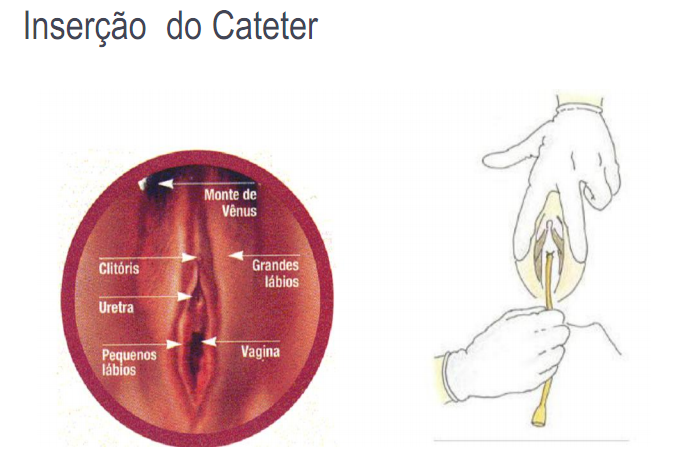 Inserção  do Cateter
Monte de
Vênus
Clitóris
Grandes
lábios
Uretra
Pequenos
lábios
Vagina